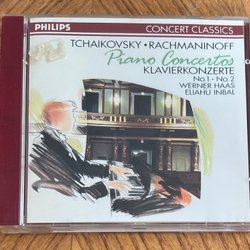 PHILIPS
CONCERT CLASSICS
TCHAIKOVSKY • RACHMANINOFF
Piano Concertos
KLAVIERKONZERTE
No.1 - No.2
WERNER HAAS
ELIAHU INBAL